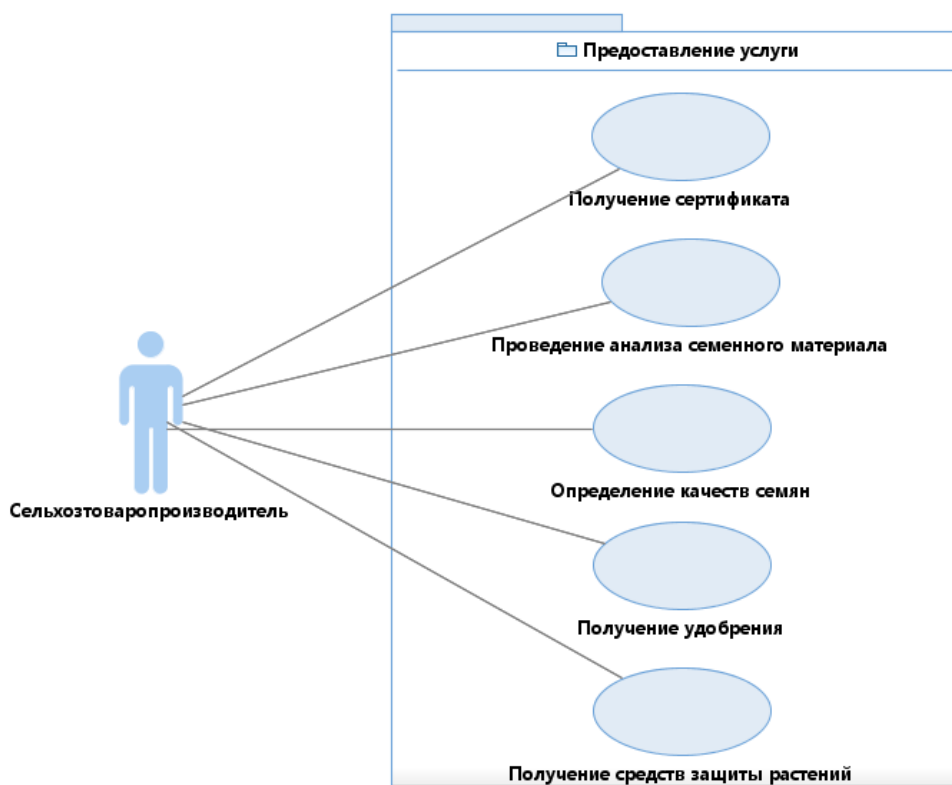 Предоставление услуги
Получение сертификата
Проведение анализа семенного материала
Определение качеств семян
Сельхозтоваропроизводитель
Получение удобрения
Получение средств защиты растений